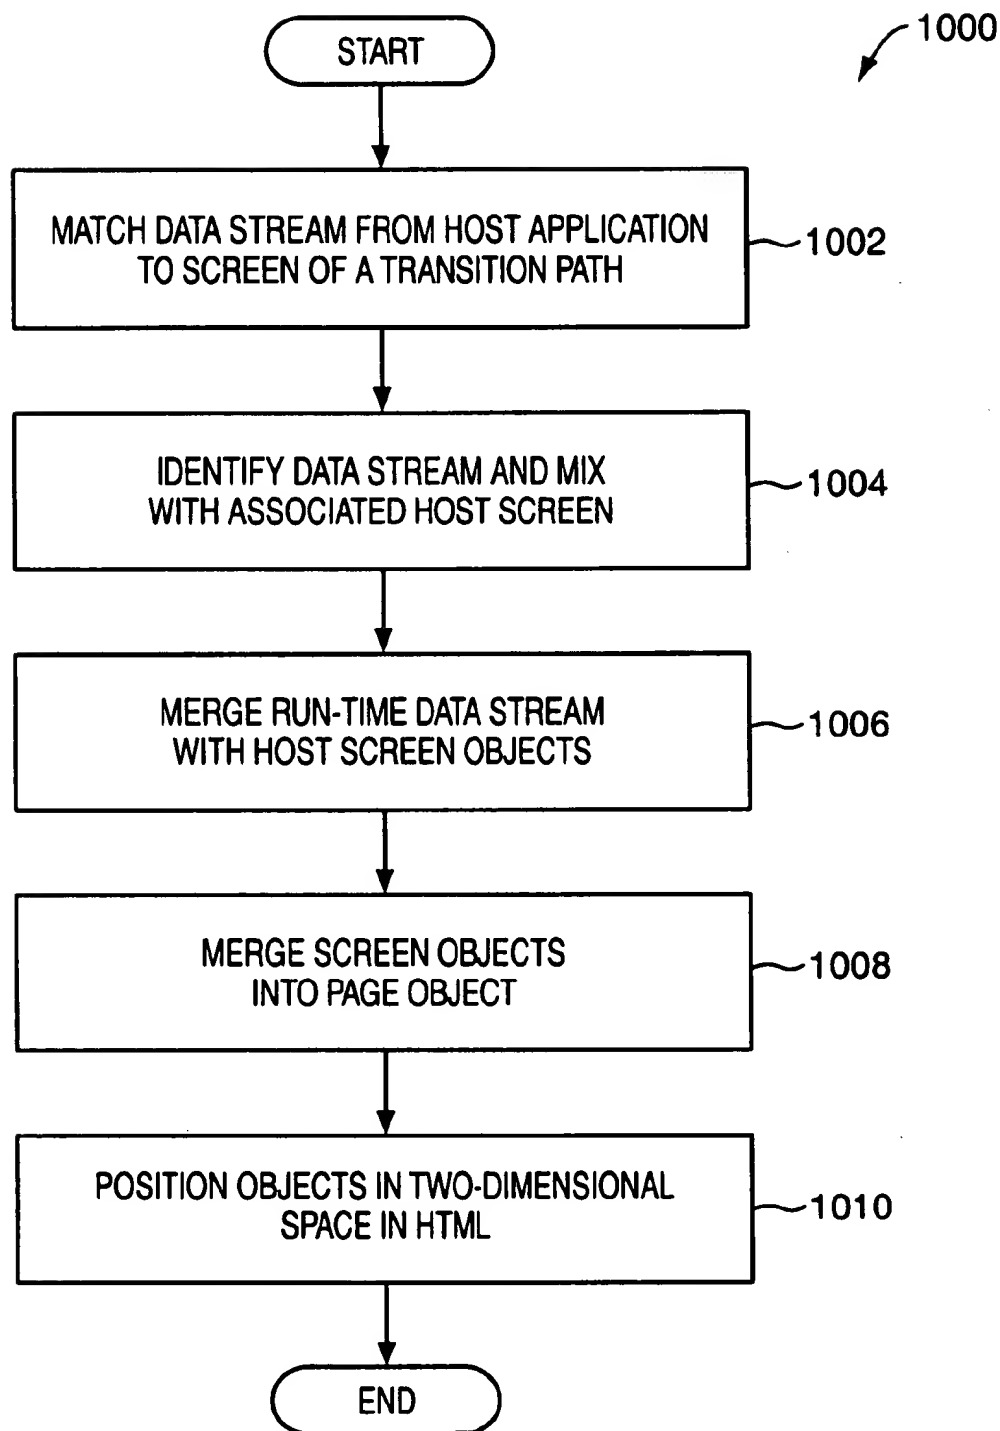 1000
START
MATCH DATA STREAM FROM HOST APPLICATION
TO SCREEN OF A TRANSITION PATH
1002
IDENTIFY DATA STREAM AND MIX
WITH ASSOCIATED HOST SCREEN
1004
MERGE RUN-TIME DATA STREAM
WITH HOST SCREEN OBJECTS
1006
MERGE SCREEN OBJECTS
INTO PAGE OBJECT
1008
POSITION OBJECTS IN TWO-DIMENSIONAL
SPACE IN HTML
1010
END